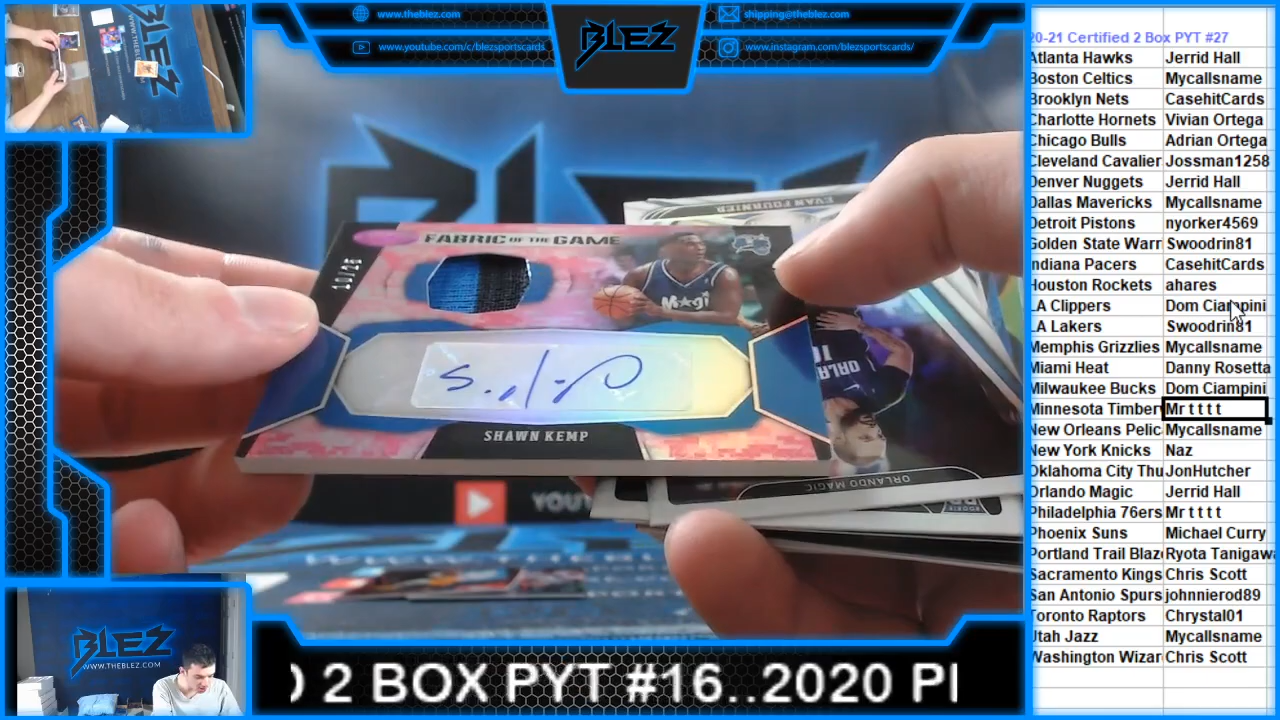 www.theblez.com
shipping@theblez.com
www.youtube.com/c/blezsportscards
www.instagram.com/blezsportscards/
BLEZ
20-21 Certified 2 Box PYT #27
Atlanta Hawks Jerrid Hall
Boston Celtics Mycallsname
Brooklyn Nets CasehitCards
Charlotte Hornets Vivian Ortega
Chicago Bulls Adrian Ortega
Cleveland Cavalier Jossman1258
Denver Nuggets Jerrid Hall
Dallas Mavericks Mycallsname
Detroit Pistons nyorker4569
Golden State Warr Swoodrin81
Indiana Pacers CasehitCards
Houston Rockets ahares
LA Clippers Dom Ciampini
LA Lakers Swoodrin81
Memphis Grizzlies Mycallsname
Miami Heat Danny Rosetta
Milwaukee Bucks Dom Ciampini
Minnesota Timber Mr t t t t
New Orleans Pelic Mycallsname
New York Knicks Naz
Oklahoma City Thu JonHutcher
Orlando Magic Jerrid Hall
Philadelphia 76ers Mr t t t t
Phoenix Suns Michael Curry
Portland Trail Blaz Ryota Tanigaw
Sacramento Kings Chris Scott
San Antonio Spurs johnnierod89
Toronto Raptors Chrystal01
Utah Jazz Mycallsname
Washington Wizar Chris Scott
EVAN FOURNIER
FABRIC OF THE GAME
10/25
Magi
SHAWN KEMP
ORLANDO MAGIC
YOUT
BLEZ
WWW.THEBLEZ.COM
D 2 BOX PYT #16..2020 P